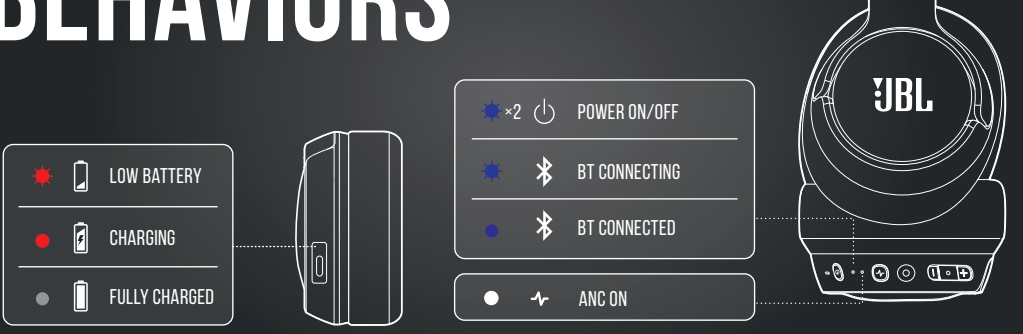 BEHAVIORS
LOW BATTERY
CHARGING
FULLY CHARGED
×2 POWER ON/OFF
BT CONNECTING
BT CONNECTED
ANC ON
JBL